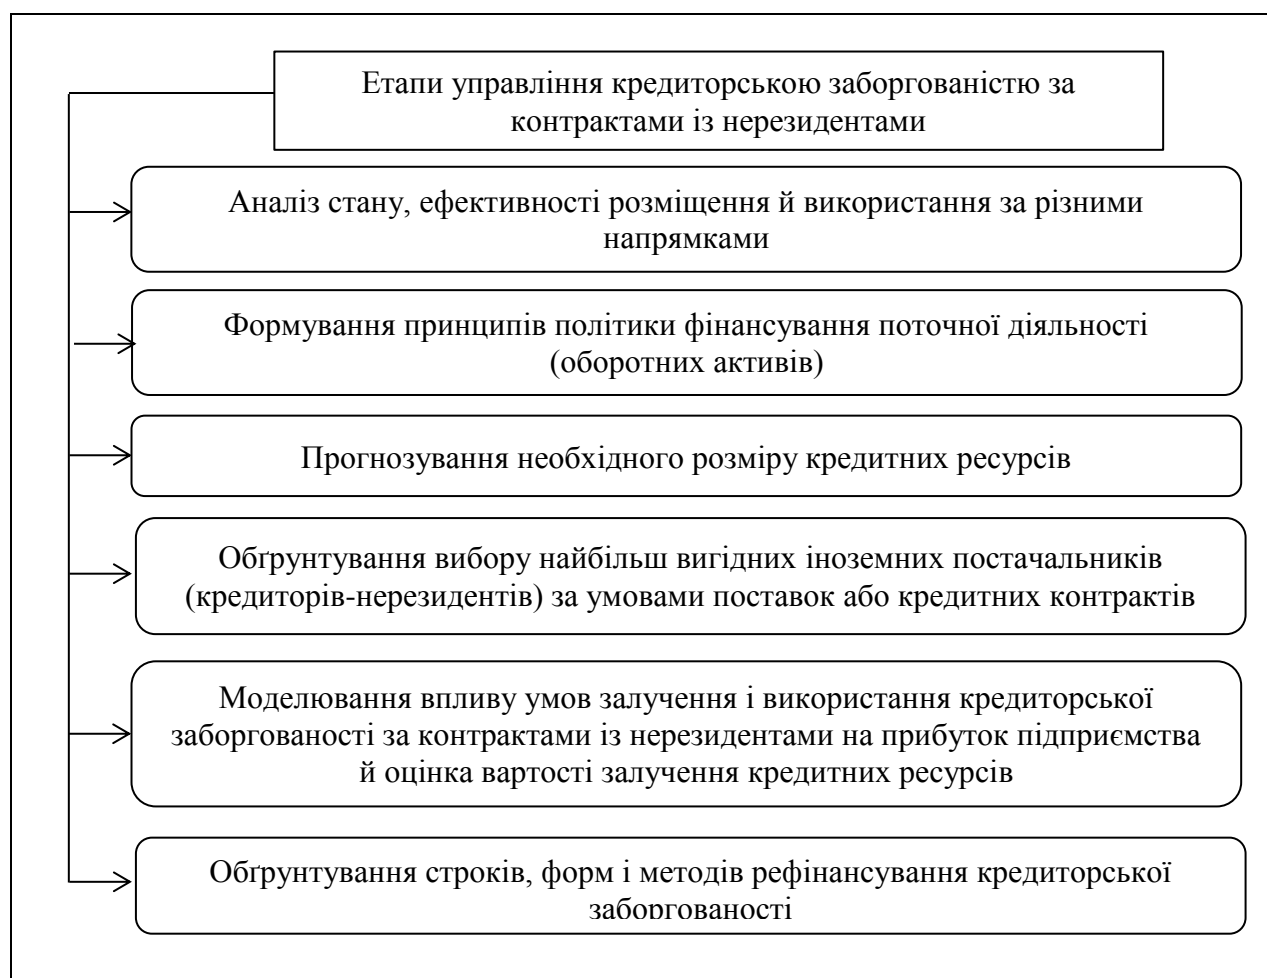 Етапи управління кредиторською заборгованістю за
контрактами із нерезидентами
Аналіз стану, ефективності розміщення й використання за різними
напрямками
Формування принципів політики фінансування поточної діяльності
(оборотних активів)
Прогнозування необхідного розміру кредитних ресурсів
Обґрунтування вибору найбільш вигідних іноземних постачальників
(кредиторів-нерезидентів) за умовами поставок або кредитних контрактів
Моделювання впливу умов залучення і використання кредиторської
заборгованості за контрактами із нерезидентами на прибуток підприємства
й оцінка вартості залучення кредитних ресурсів
Обґрунтування строків, форм і методів рефінансування кредиторської
заборгованості